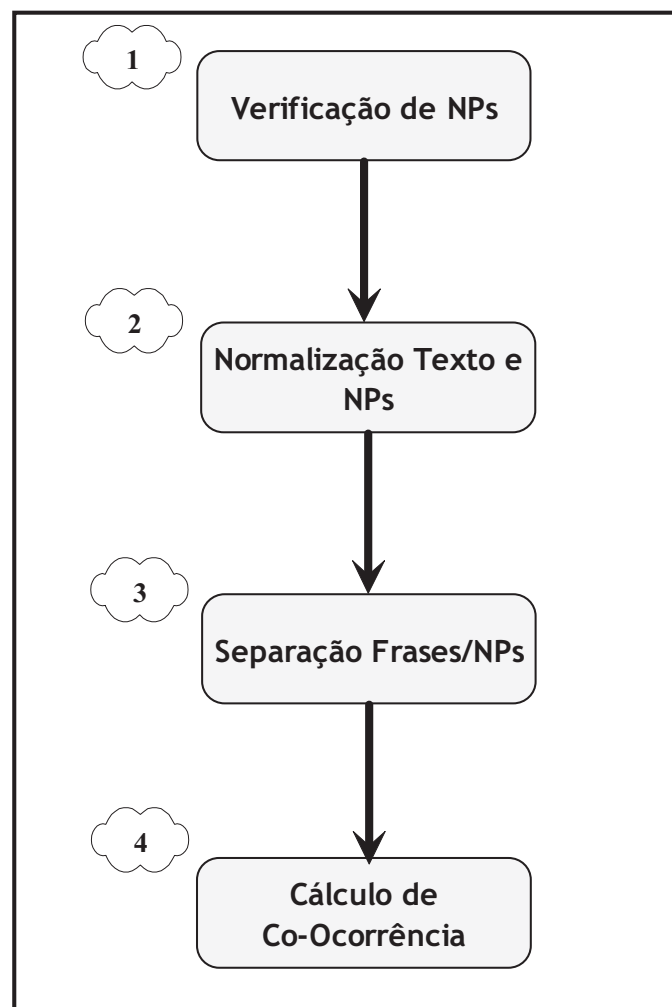 1
Verificação de NPs
2
Normalização Texto e
NPs
3
Separação Frases/NPs
4
Cálculo de
Co-Ocorrência